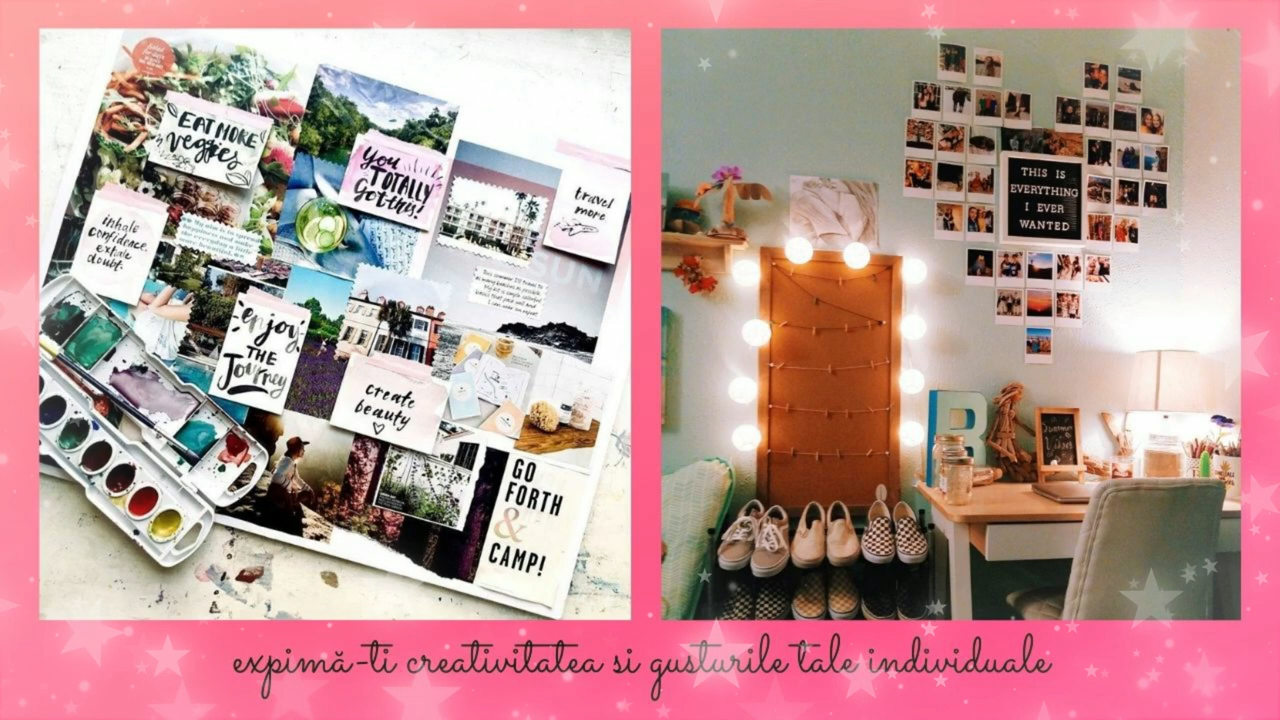 EAT MORE
veggies
YOU
TOTALLY
got this!
travel
more
inhale
confidence,
exhale
doubt.
SUN
enjoy
THE
Journey
create
beauty
GO
FORTH
&
CAMP!
THIS IS
EVERYTHING
I EVER
WANTED
B
expimă-ti creativitatea si gusturile tale individuale